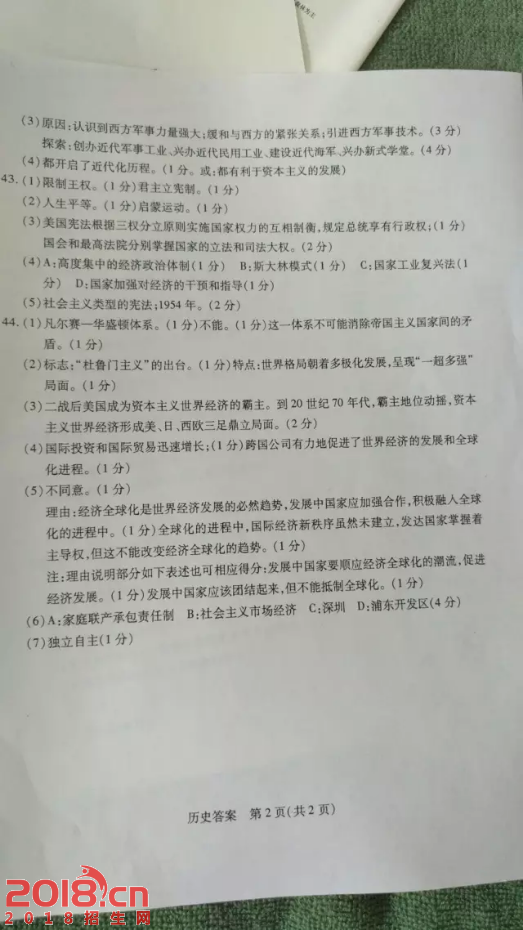 (3)原因:认识到西方军事力量强大;缓和与西方的紧张关系;引进西方军事技术。(3分)
探索:创办近代军事工业、兴办近代民用工业、建设近代海军、兴办新式学堂。(4分)
(4)都开启了近代化历程。(1分。或:都有利于资本主义的发展)
43.(1)限制王权。(1分)君主立宪制。(1分)
(2)人生平等。(1分)启蒙运动。(1分)
(3)美国宪法根据三权分立原则实施国家权力的互相制衡,规定总统享有行政权;(1分)
国会和最高法院分别掌握国家的立法和司法大权。(2分)
(4)A:高度集中的经济政治体制(1分) B:斯大林模式(1分) C:国家工业复兴法(1
分) D:国家加强对经济的干预和指导(1分)
(5)社会主义类型的宪法;1954年。(2分)
44.(1)凡尔赛—华盛顿体系。(1分)不能。(1分)这一体系不可能消除帝国主义国家间的矛
盾。(1分)
(2)标志:“杜鲁门主义”的出台。(1分)特点:世界格局朝着多极化发展,呈现“一超多强”
局面。(1分)
(3)二战后美国成为资本主义世界经济的霸主。到20世纪70年代,霸主地位动摇,资本
主义世界经济形成美、日、西欧三足鼎立局面。(2分)
(4)国际投资和国际贸易迅速增长;(1分)跨国公司有力地促进了世界经济的发展和全球
化进程。(1分)
(5)不同意。(1分)
理由:经济全球化是世界经济发展的必然趋势,发展中国家应加强合作,积极融入全球
化的进程中。(1分)全球化的进程中,国际经济新秩序虽然未建立,发达国家掌握着
主导权,但这不能改变经济全球化的趋势。(1分)
注:理由说明部分如下表述也可相应得分:发展中国家要顺应经济全球化的潮流,促进
经济发展。(1分)发展中国家应该团结起来,但不能抵制全球化。(1分)
(6)A:家庭联产承包责任制 B:社会主义市场经济 C:深圳 D:浦东开发区(4分)
(7)独立自主(1分)
历史答案 第2页(共2页)
2018.cn
2018招生网